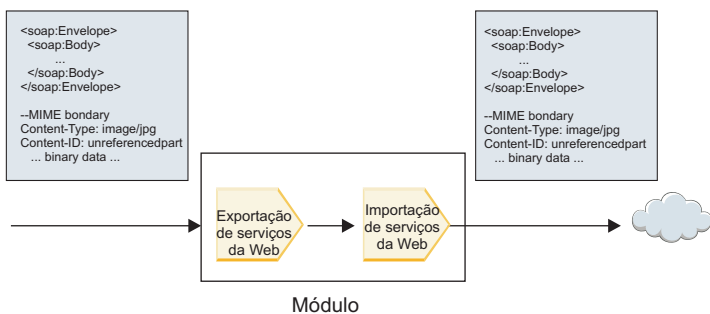 <soap:Envelope>
<soap:Body>
...
</soap:Body>
</soap:Envelope>
--MIME bondary
Content-Type: image/jpg
Content-ID: unreferencedpart
... binary data ...
<soap:Envelope>
<soap:Body>
...
</soap:Body>
</soap:Envelope>
--MIME bondary
Content-Type: image/jpg
Content-ID: unreferencedpart
... binary data ...
Exportação
de serviços
da Web
Importação
de serviços
da Web
Módulo